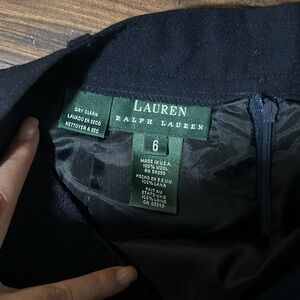 DRY CLEAN
LAVADO EN SECO
NETTOYER A SEC
LAUREN
RALPH LAUREN
6
MADE IN U.S.A.
100% WOOL
RN 54050
HECHO EN E.E.U.U.
100% LANA
FAIT AU
ETATS UNIS
100% LAINE